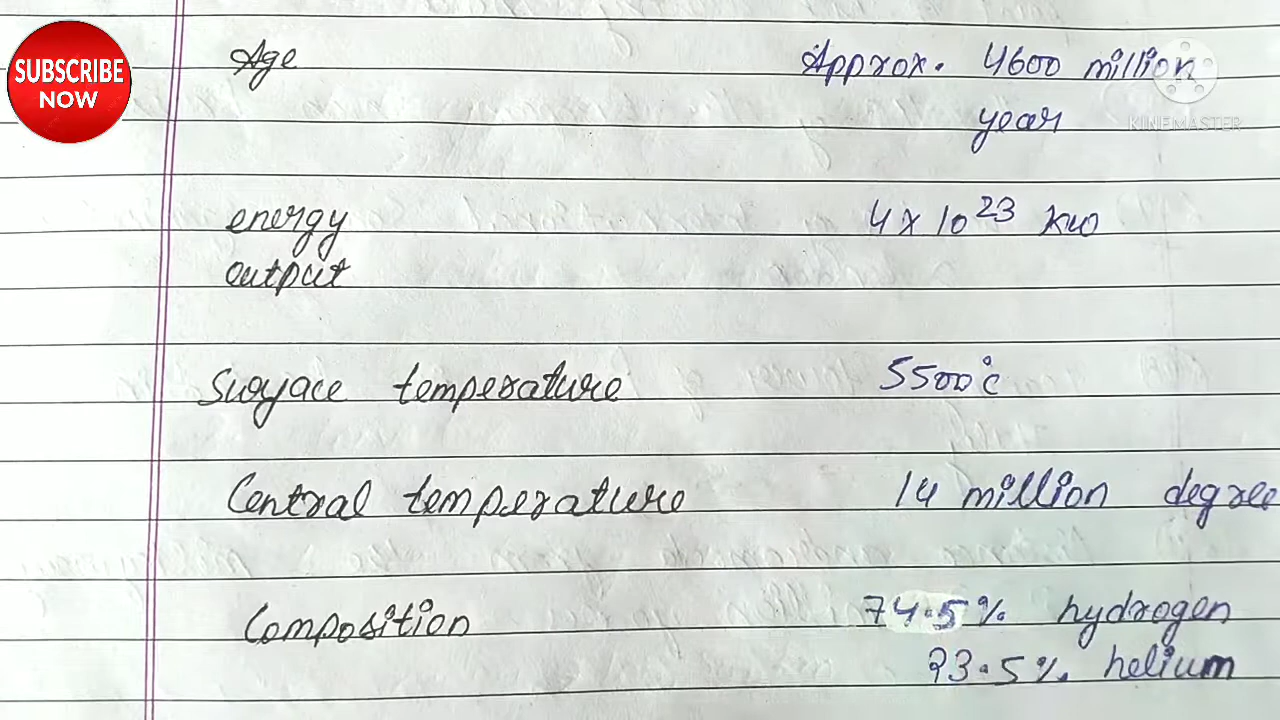 SUBSCRIBE
NOW
Age Approx. 4600 million
year
KINEMASTER
energy 4 x 10²³ kw
output
Suryace temperature 5500°c
Central temperature 14 million degree
Composition 74.5% hydrogen
23.5% helium